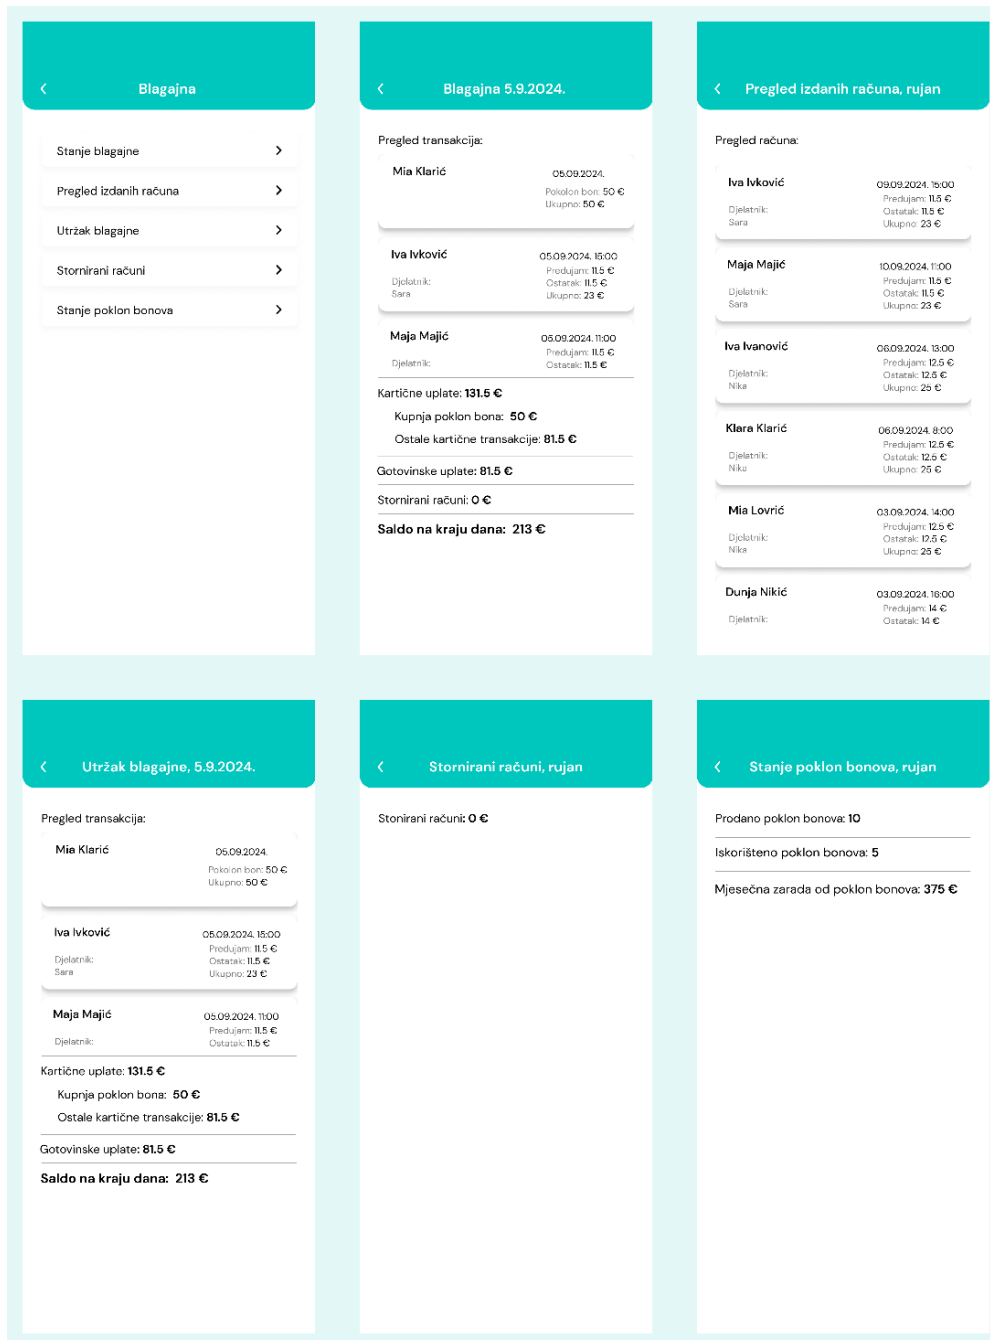 Blagajna
Stanje blagajne
Pregled izdanih računa
Utržak blagajne
Stornirani računi
Stanje poklon bonova
Blagajna 5.9.2024.
Pregled transakcija:
Mia Klarić
05.09.2024.
Pokolon bon: 50 €
Ukupno: 50 €
Iva Ivković
05.09.2024. 15:00
Predujam: 11.5 €
Djelatnik:
Ostatak: 11.5 €
Sara
Ukupno: 23 €
Maja Majić
05.09.2024. 11:00
Predujam: 11.5 €
Djelatnik:
Ostatak: 11.5 €
Kartične uplate: 131.5 €
Kupnja poklon bona: 50 €
Ostale kartične transakcije: 81.5 €
Gotovinske uplate: 81.5 €
Stornirani računi: 0 €
Saldo na kraju dana: 213 €
Pregled izdanih računa, rujan
Pregled računa:
Iva Ivković
09.09.2024. 15:00
Predujam: 11.5 €
Djelatnik:
Ostatak: 11.5 €
Sara
Ukupno: 23 €
Maja Majić
10.09.2024. 11:00
Predujam: 11.5 €
Djelatnik:
Ostatak: 11.5 €
Sara
Ukupno: 23 €
Iva Ivanović
06.09.2024. 13:00
Predujam: 12.5 €
Djelatnik:
Ostatak: 12.5 €
Nika
Ukupno: 25 €
Klara Klarić
06.09.2024. 8:00
Predujam: 12.5 €
Djelatnik:
Ostatak: 12.5 €
Nika
Ukupno: 25 €
Mia Lovrić
03.09.2024. 14:00
Predujam: 12.5 €
Djelatnik:
Ostatak: 12.5 €
Nika
Ukupno: 25 €
Dunja Nikić
03.09.2024. 16:00
Predujam: 14 €
Djelatnik:
Ostatak: 14 €
Utržak blagajne, 5.9.2024.
Pregled transakcija:
Mia Klarić
05.09.2024.
Pokolon bon: 50 €
Ukupno: 50 €
Iva Ivković
05.09.2024. 15:00
Predujam: 11.5 €
Djelatnik:
Ostatak: 11.5 €
Sara
Ukupno: 23 €
Maja Majić
05.09.2024. 11:00
Predujam: 11.5 €
Djelatnik:
Ostatak: 11.5 €
Kartične uplate: 131.5 €
Kupnja poklon bona: 50 €
Ostale kartične transakcije: 81.5 €
Gotovinske uplate: 81.5 €
Saldo na kraju dana: 213 €
Stornirani računi, rujan
Stonirani računi: 0 €
Stanje poklon bonova, rujan
Prodano poklon bonova: 10
Iskorišteno poklon bonova: 5
Mjesečna zarada od poklon bonova: 375 €